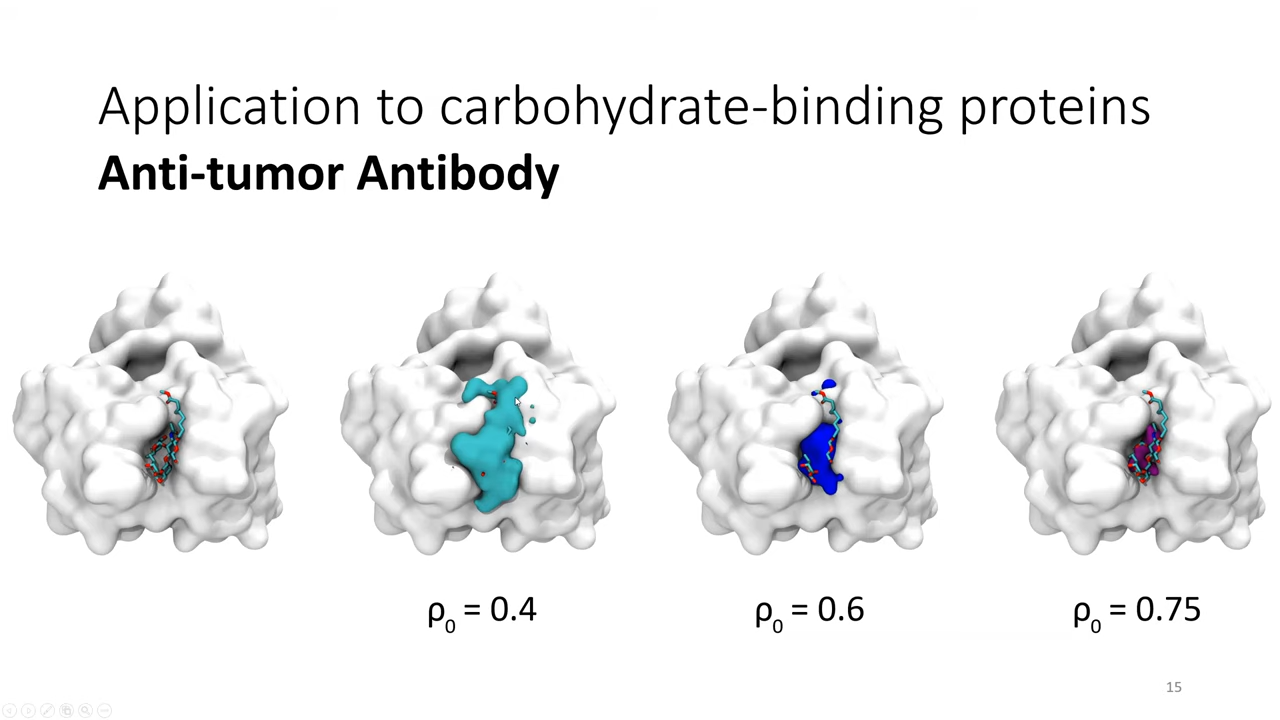 Application to carbohydrate-binding proteins
Anti-tumor Antibody
ρ₀ = 0.4
ρ₀ = 0.6
ρ₀ = 0.75
15